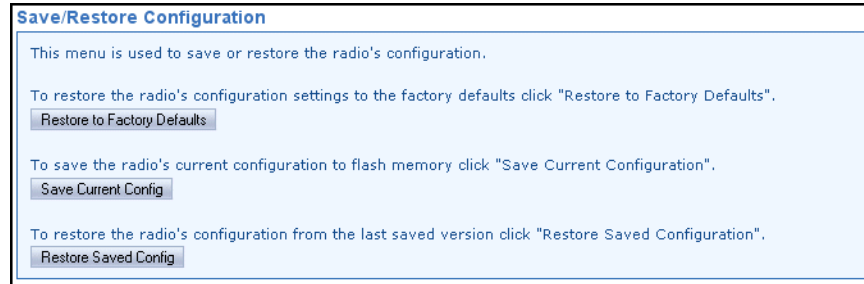 Save/Restore Configuration
This menu is used to save or restore the radio's configuration.
To restore the radio's configuration settings to the factory defaults click "Restore to Factory Defaults".
Restore to Factory Defaults
To save the radio's current configuration to flash memory click "Save Current Configuration".
Save Current Config
To restore the radio's configuration from the last saved version click "Restore Saved Configuration".
Restore Saved Config